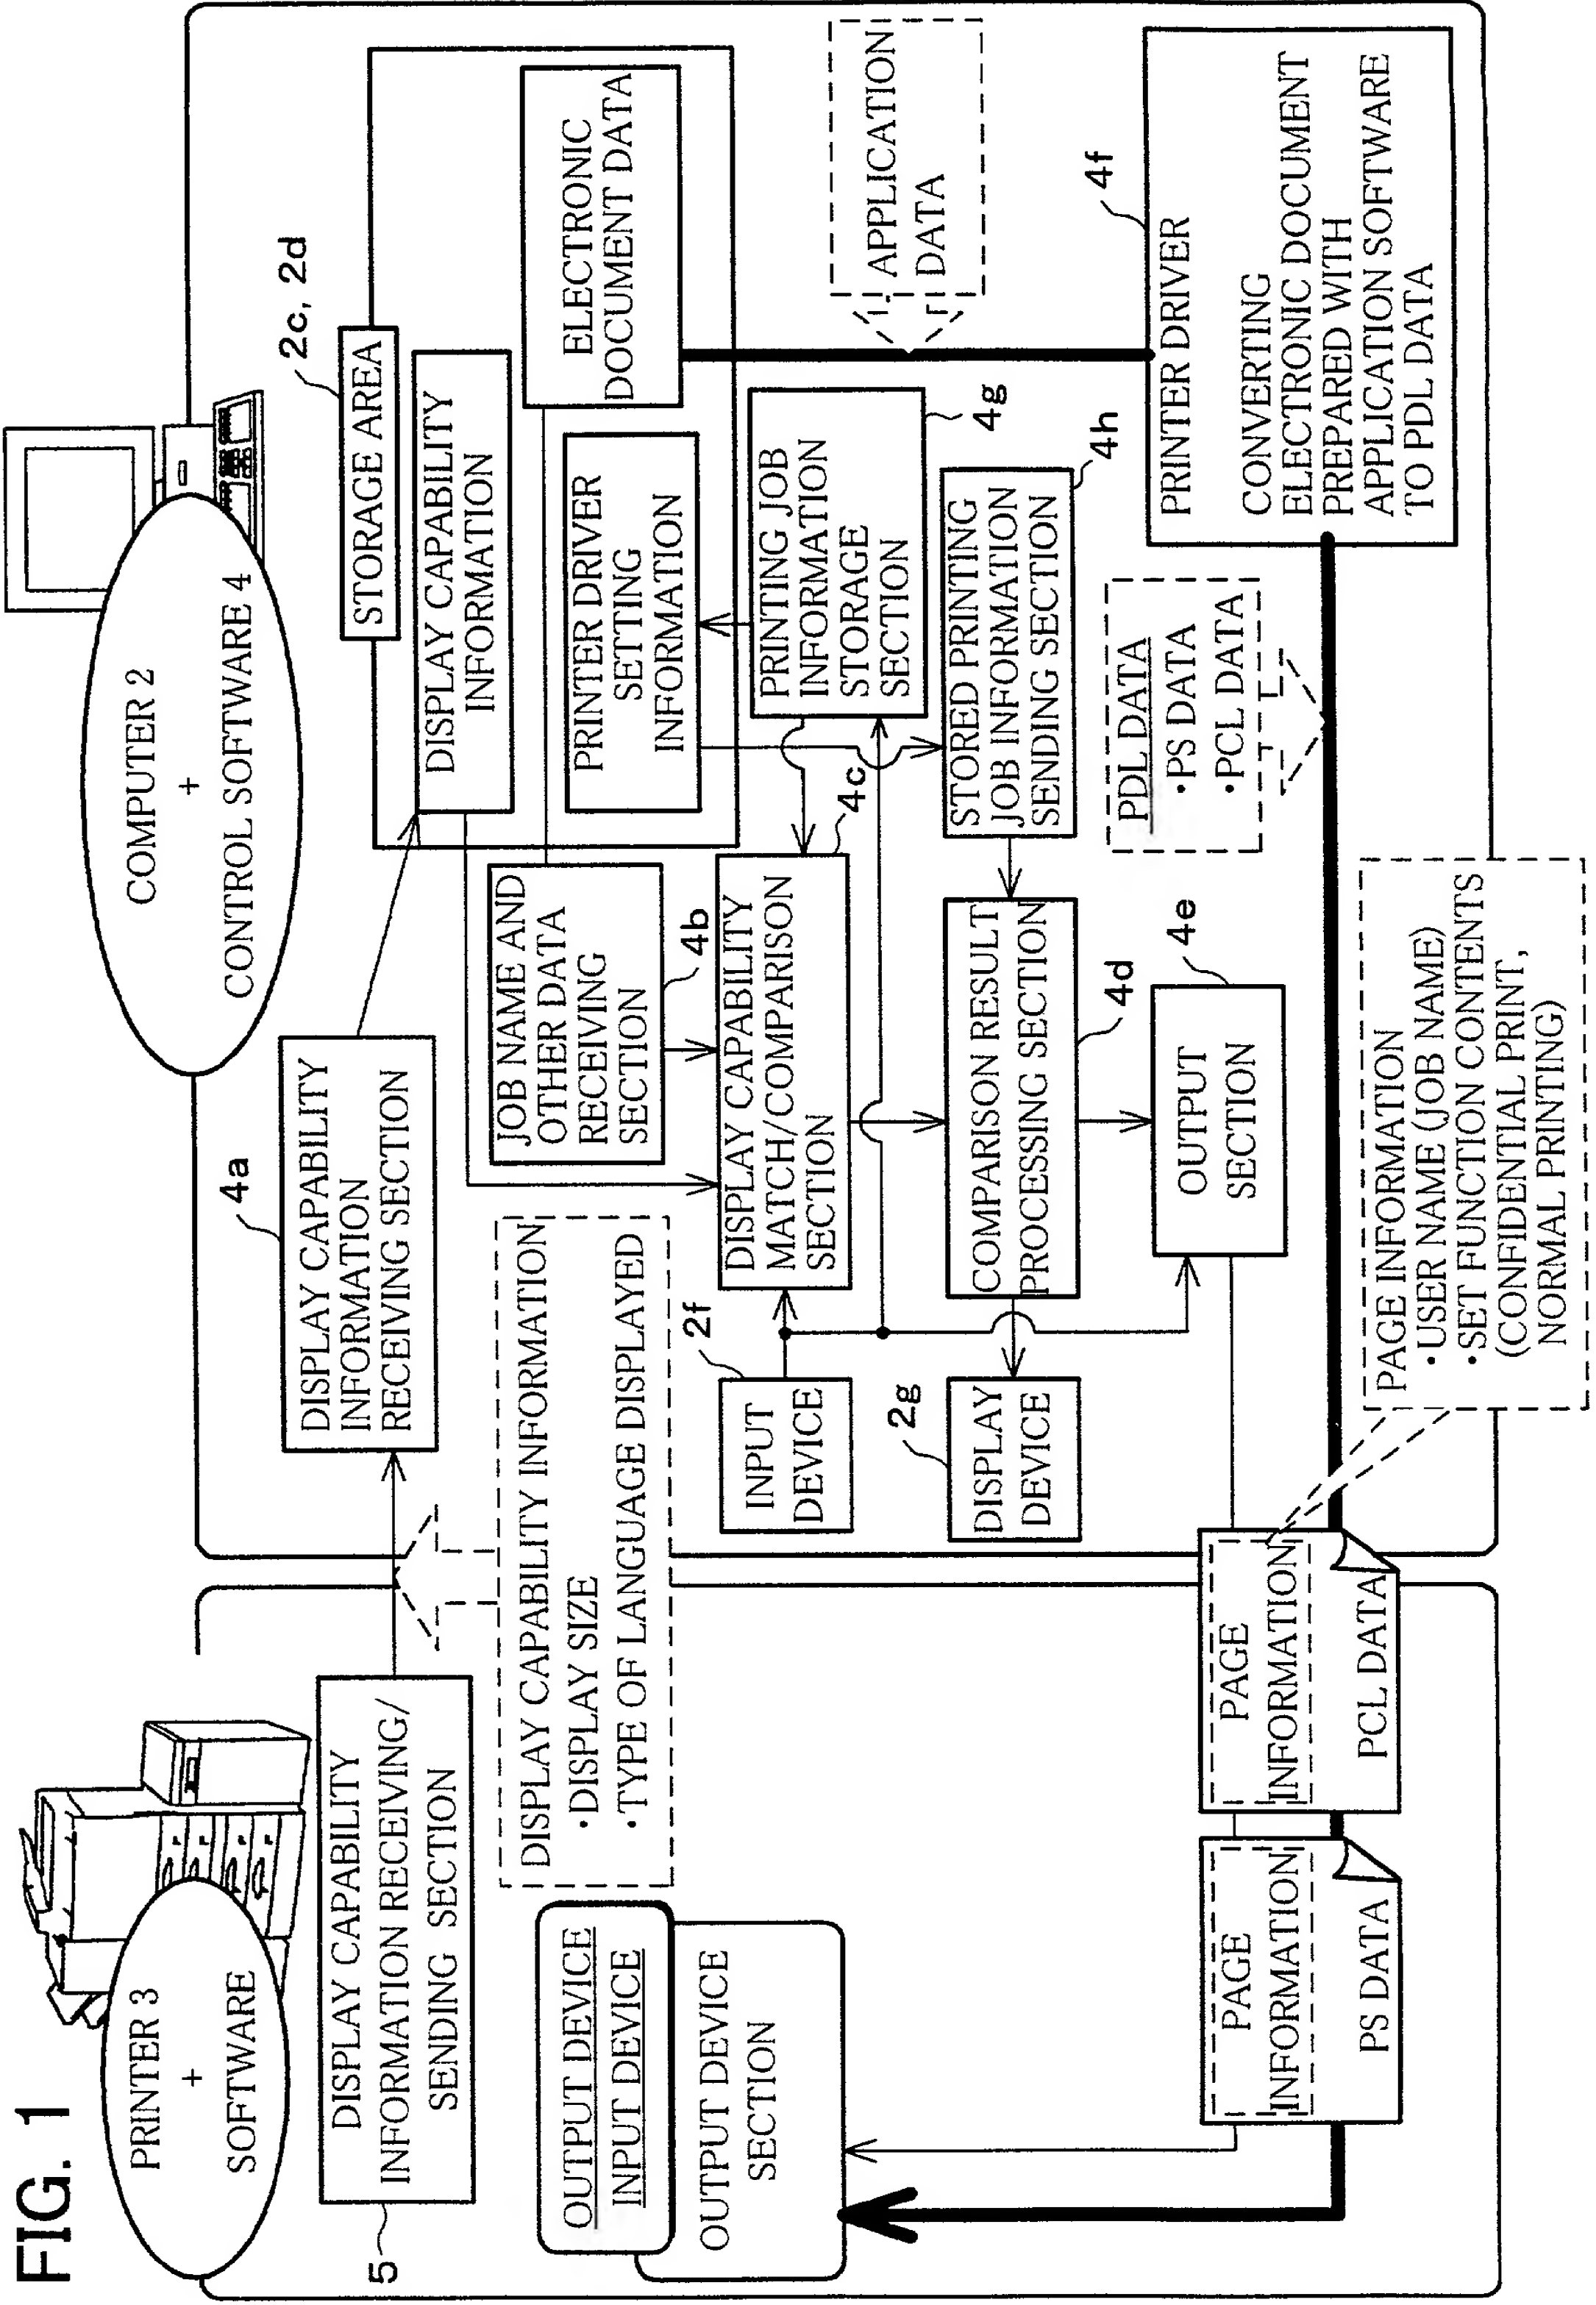 FIG. 1
PRINTER 3
+
SOFTWARE
COMPUTER 2
+
CONTROL SOFTWARE 4
5
DISPLAY CAPABILITY
INFORMATION RECEIVING/
SENDING SECTION
4a
DISPLAY CAPABILITY
INFORMATION
RECEIVING SECTION
2c, 2d
STORAGE AREA
DISPLAY CAPABILITY
INFORMATION
ELECTRONIC
DOCUMENT DATA
PRINTER DRIVER
SETTING
INFORMATION
DISPLAY CAPABILITY INFORMATION
・DISPLAY SIZE
・TYPE OF LANGUAGE DISPLAYED
JOB NAME AND
OTHER DATA
RECEIVING
SECTION
4b
OUTPUT DEVICE
INPUT DEVICE
OUTPUT DEVICE
SECTION
2f
INPUT
DEVICE
DISPLAY CAPABILITY
MATCH/COMPARISON
SECTION
4c
PRINTING JOB
INFORMATION
STORAGE
SECTION
4g
APPLICATION
DATA
2g
DISPLAY
DEVICE
COMPARISON RESULT
PROCESSING SECTION
4d
STORED PRINTING
JOB INFORMATION
SENDING SECTION
4h
OUTPUT
SECTION
4e
PDL DATA
・PS DATA
・PCL DATA
4f
PRINTER DRIVER
CONVERTING
ELECTRONIC DOCUMENT
PREPARED WITH
APPLICATION SOFTWARE
TO PDL DATA
PAGE
INFORMATION
PS DATA
PAGE
INFORMATION
PCL DATA
PAGE INFORMATION
・USER NAME (JOB NAME)
・SET FUNCTION CONTENTS
(CONFIDENTIAL PRINT,
NORMAL PRINTING)